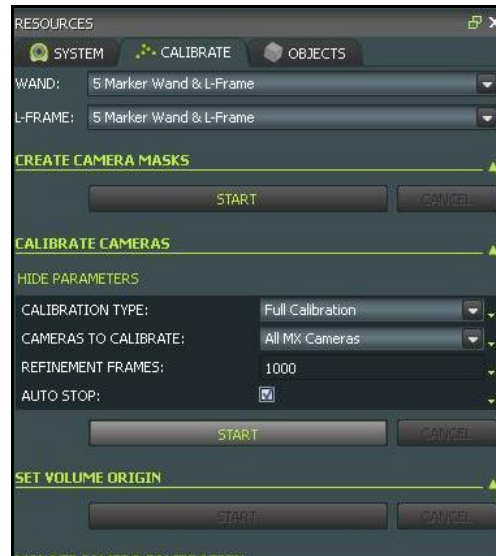 RESOURCES
SYSTEM CALIBRATE OBJECTS
WAND: 5 Marker Wand & L-Frame
L-FRAME: 5 Marker Wand & L-Frame
CREATE CAMERA MASKS
START CANCEL
CALIBRATE CAMERAS
HIDE PARAMETERS
CALIBRATION TYPE: Full Calibration
CAMERAS TO CALIBRATE: All MX Cameras
REFINEMENT FRAMES: 1000
AUTO STOP:
START CANCEL
SET VOLUME ORIGIN
START CANCEL